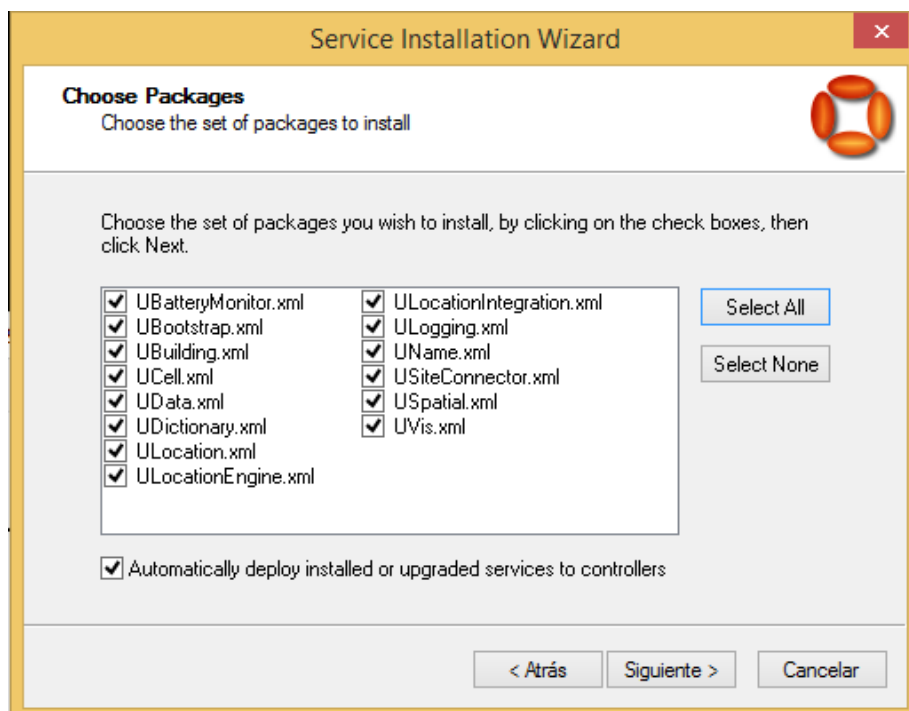 Service Installation Wizard
Choose Packages
Choose the set of packages to install
Choose the set of packages you wish to install, by clicking on the check boxes, then
click Next.
UBatteryMonitor.xml
UBootstrap.xml
UBuilding.xml
UCell.xml
UData.xml
UDictionary.xml
ULocation.xml
ULocationEngine.xml
ULocationIntegration.xml
ULogging.xml
UName.xml
USiteConnector.xml
USpatial.xml
UVis.xml
Select All
Select None
Automatically deploy installed or upgraded services to controllers
< Atrás
Siguiente >
Cancelar